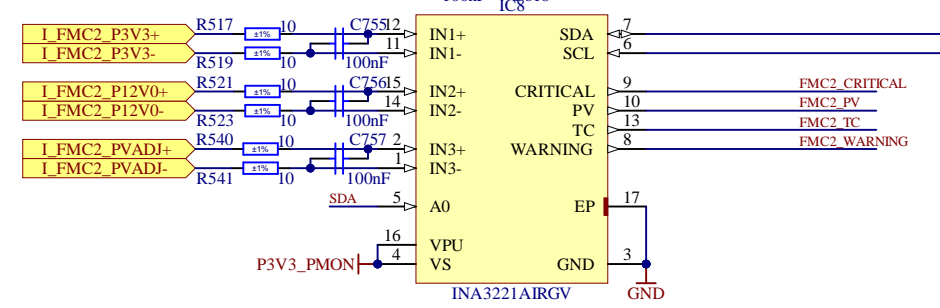 IC8
I_FMC2_P3V3+ R517 ±1% 10 C755 12 IN1+ SDA 7
I_FMC2_P3V3- R519 ±1% 10 100nF 11 IN1- SCL 6
I_FMC2_P12V0+ R521 ±1% 10 C756 15 IN2+ CRITICAL 9 FMC2_CRITICAL
I_FMC2_P12V0- R523 ±1% 10 100nF 14 IN2- PV 10 FMC2_PV
TC 13 FMC2_TC
I_FMC2_PVADJ+ R540 ±1% 10 C757 2 IN3+ WARNING 8 FMC2_WARNING
I_FMC2_PVADJ- R541 ±1% 10 100nF 1 IN3-
SDA 5 A0 EP 17
16 VPU
P3V3_PMON 4 VS GND 3
INA3221AIRGV GND